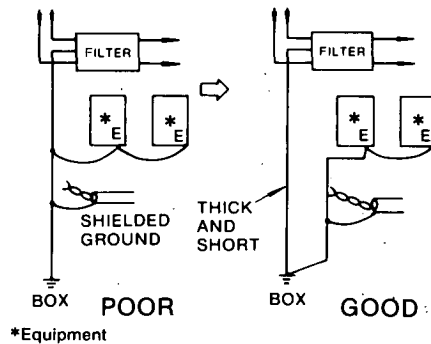 FILTER
* E
* E
SHIELDED
GROUND
BOX
POOR
*Equipment
FILTER
* E
* E
THICK
AND
SHORT
BOX
GOOD